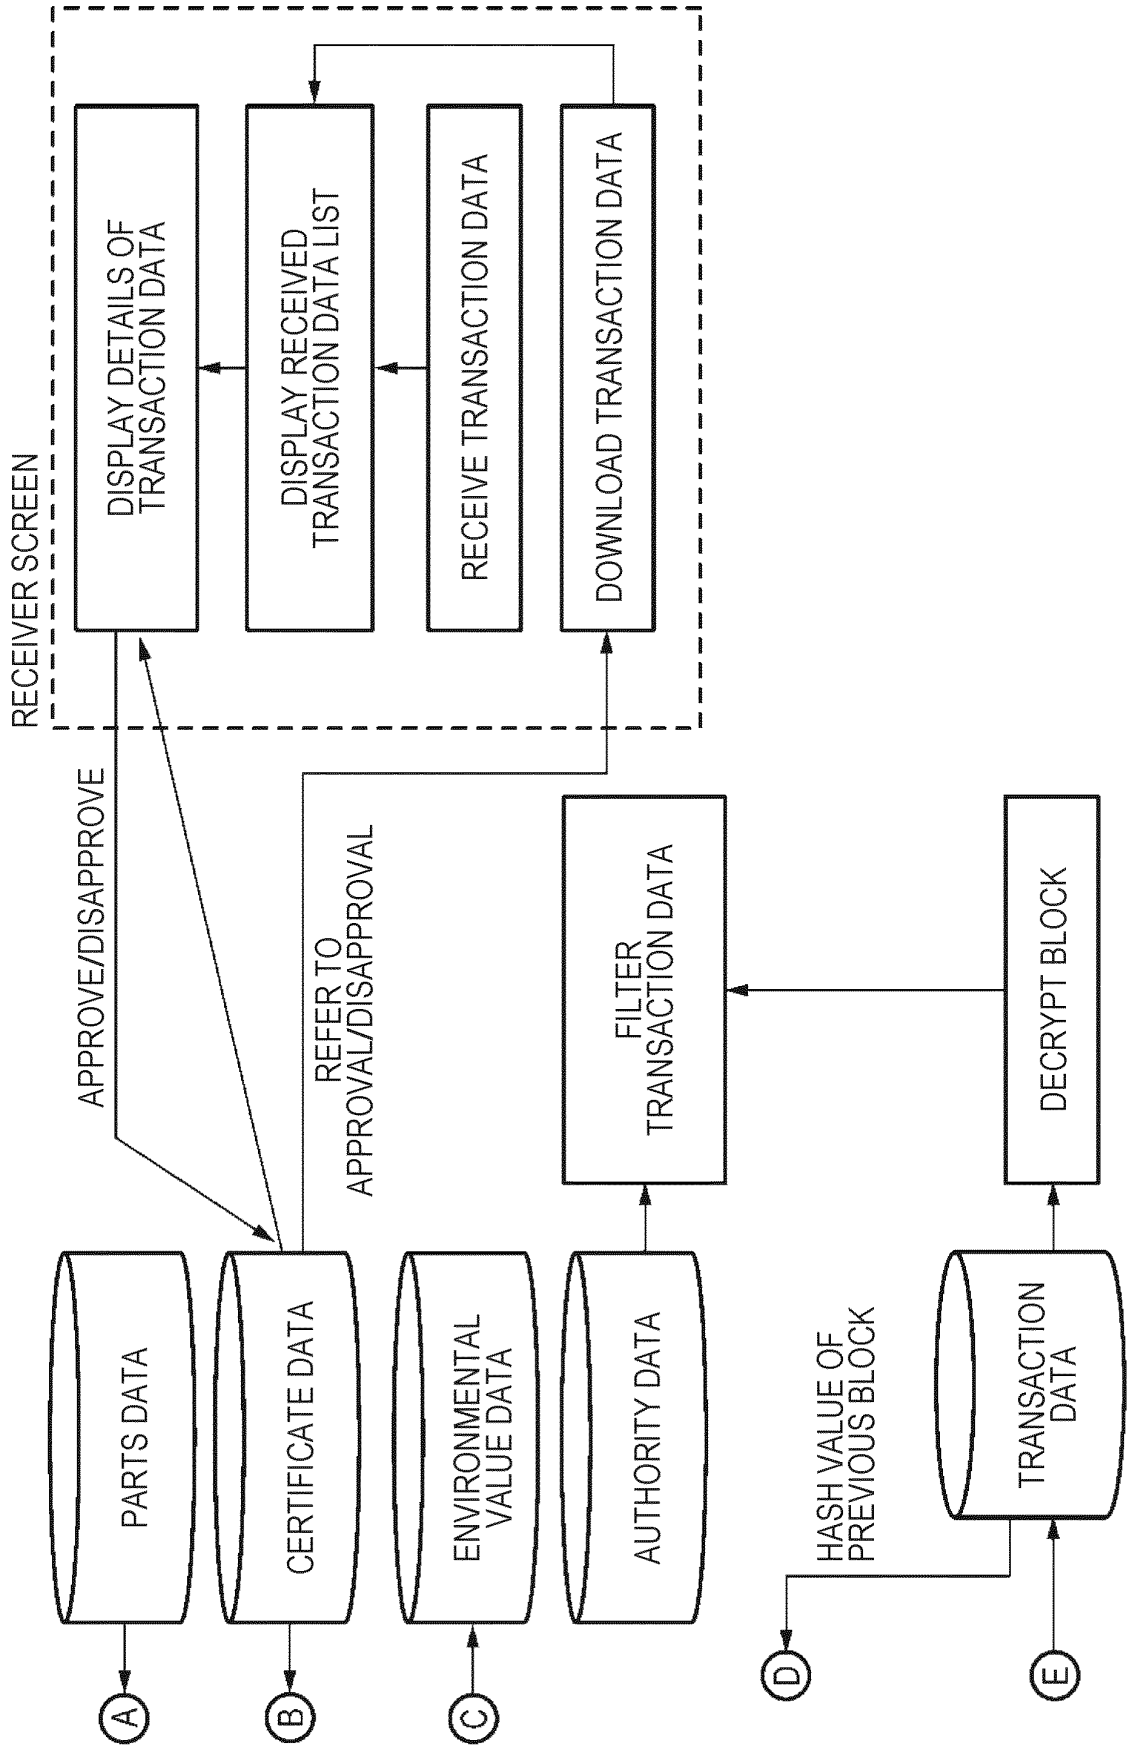 RECEIVER SCREEN
APPROVE/DISAPPROVE
DISPLAY DETAILS OF
TRANSACTION DATA
A
PARTS DATA
B
CERTIFICATE DATA
REFER TO
APPROVAL/DISAPPROVAL
DISPLAY RECEIVED
TRANSACTION DATA LIST
C
ENVIRONMENTAL
VALUE DATA
RECEIVE TRANSACTION DATA
AUTHORITY DATA
FILTER
TRANSACTION DATA
DOWNLOAD TRANSACTION DATA
D
HASH VALUE OF
PREVIOUS BLOCK
E
TRANSACTION
DATA
DECRYPT BLOCK